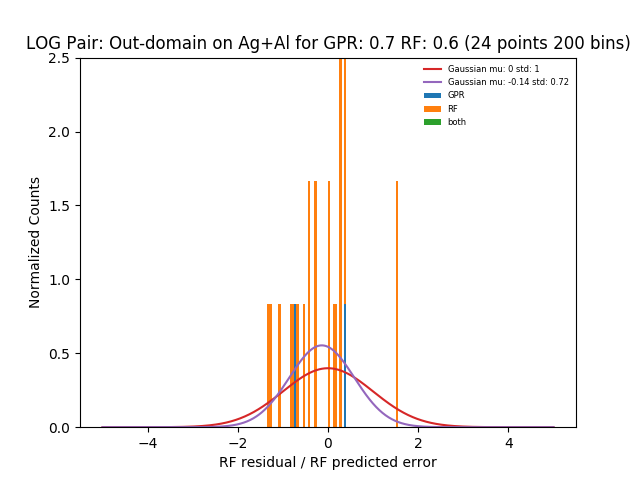 LOG Pair: Out-domain on Ag+Al for GPR: 0.7 RF: 0.6 (24 points 200 bins)
Gaussian mu: 0 std: 1
Gaussian mu: -0.14 std: 0.72
GPR
RF
both
Normalized Counts
2.5
2.0
1.5
1.0
0.5
0.0
−4
−2
0
2
4
RF residual / RF predicted error